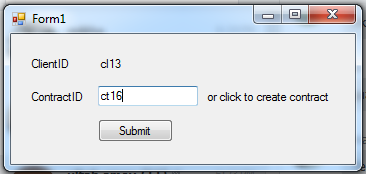 Form1
ClientID cl13
ContractID ct16 or click to create contract
Submit